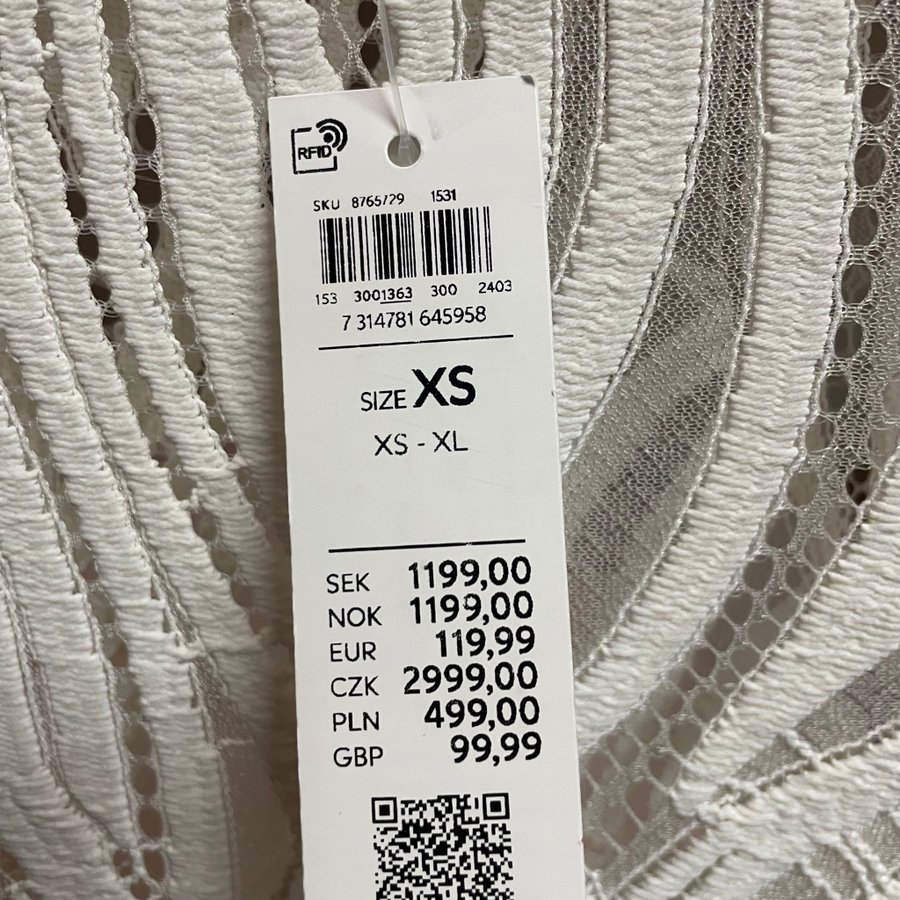 RFID
SKU 8765729 1531
153 3001363 300 2403
7 314781 645958
SIZE XS
XS - XL
SEK 1199,00
NOK 1199,00
EUR 119,99
CZK 2999,00
PLN 499,00
GBP 99,99